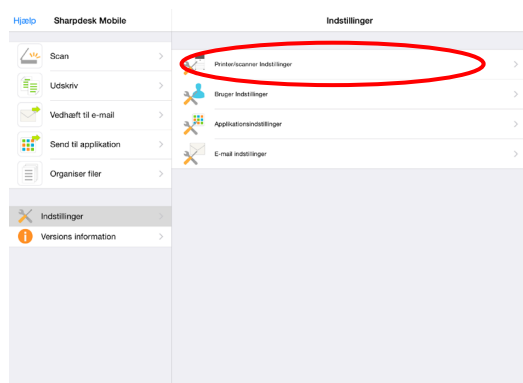 Hjælp
Sharpdesk Mobile
Indstillinger
Scan
Udskriv
Vedhæft til e-mail
Send til applikation
Organiser filer
Indstillinger
Versions information
Printer/scanner Indstillinger
Bruger Indstillinger
Applikationsindstillinger
E-mail indstillinger